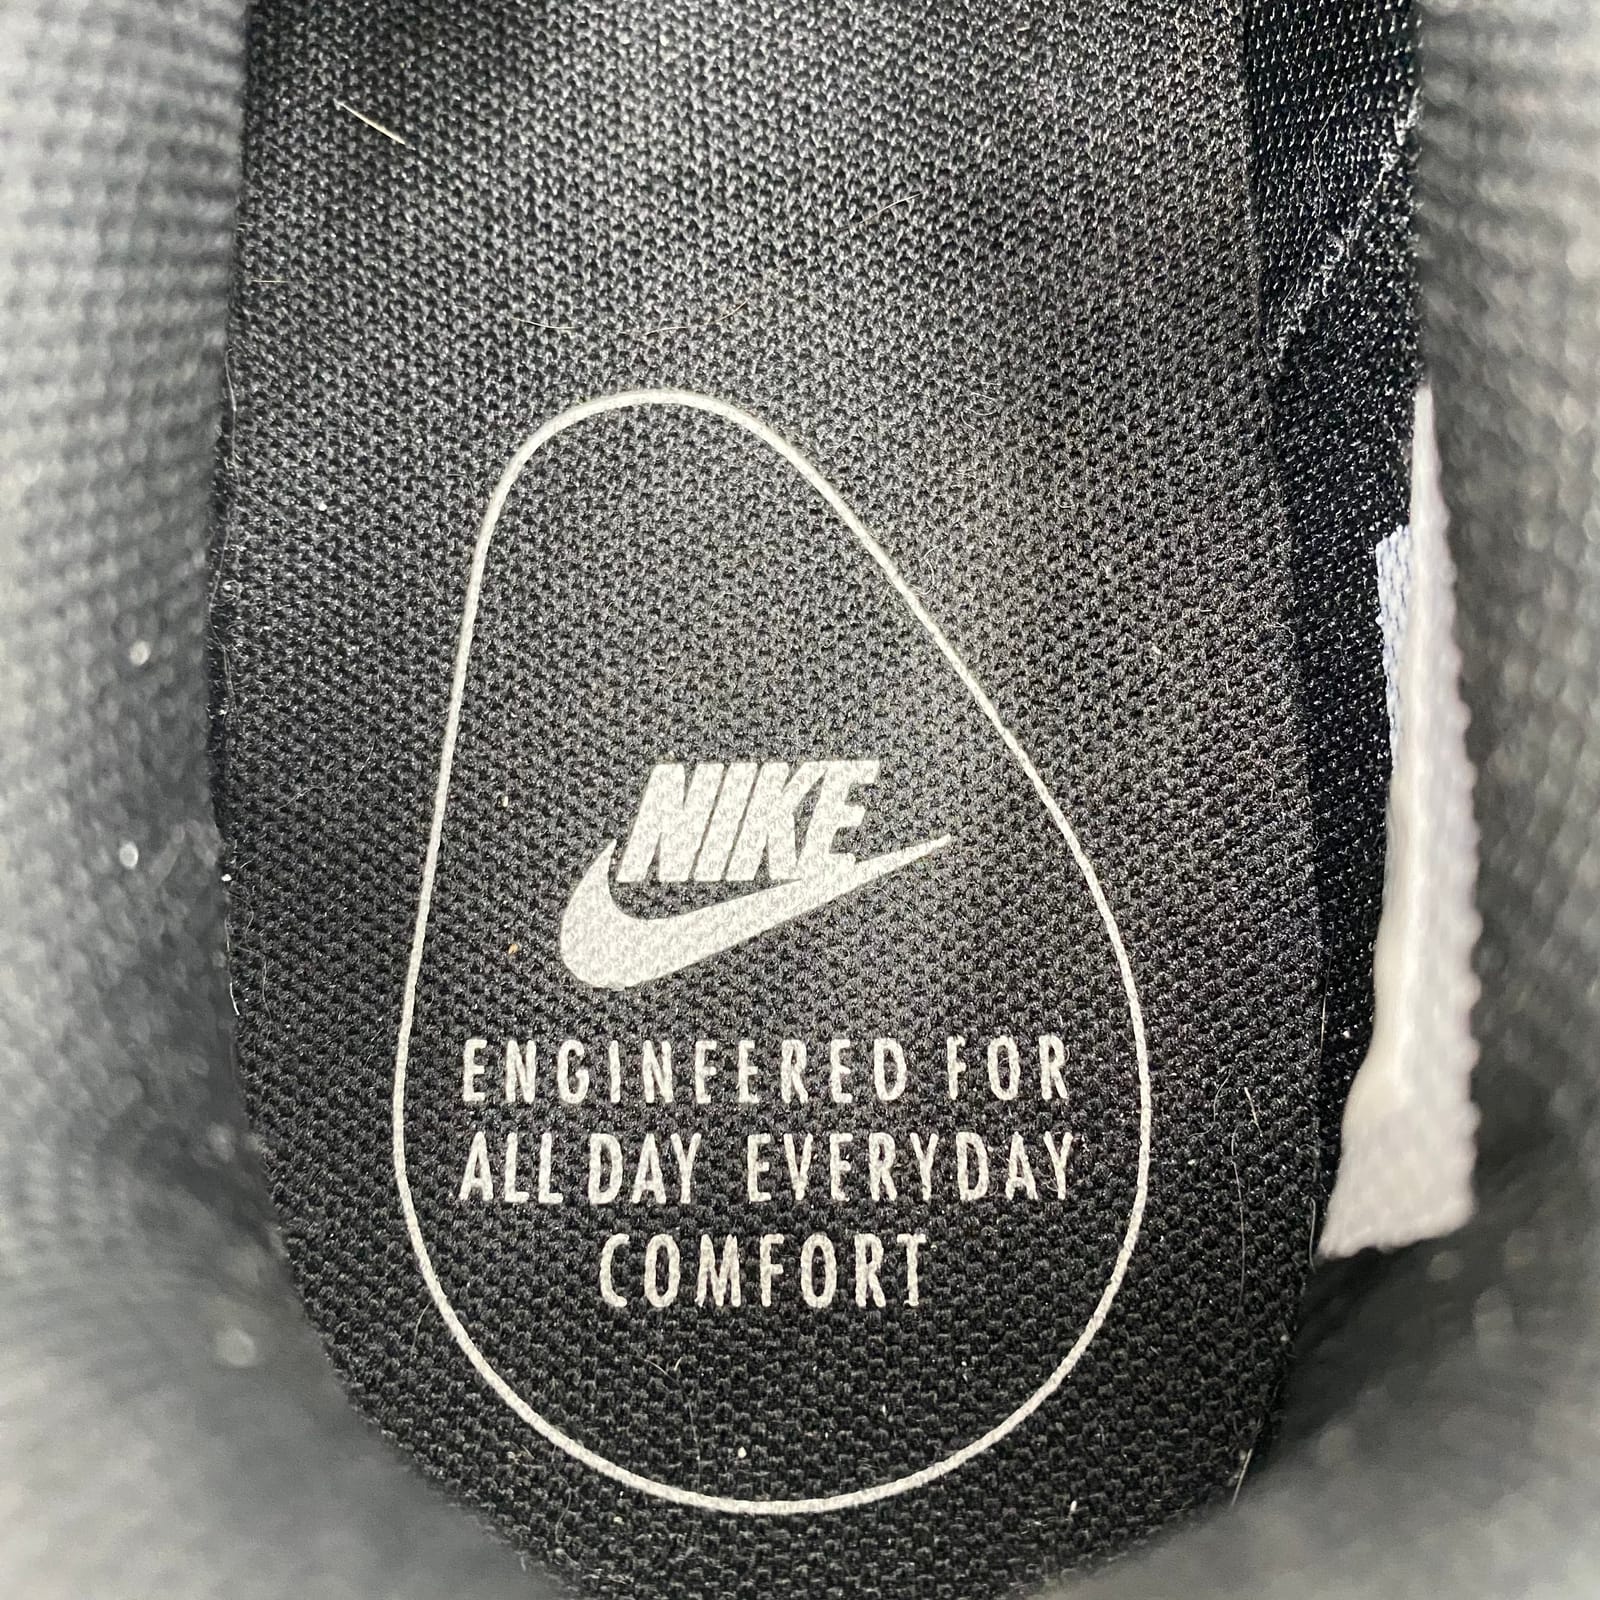 NIKE
ENGINEERED FOR
ALL DAY EVERYDAY
COMFORT